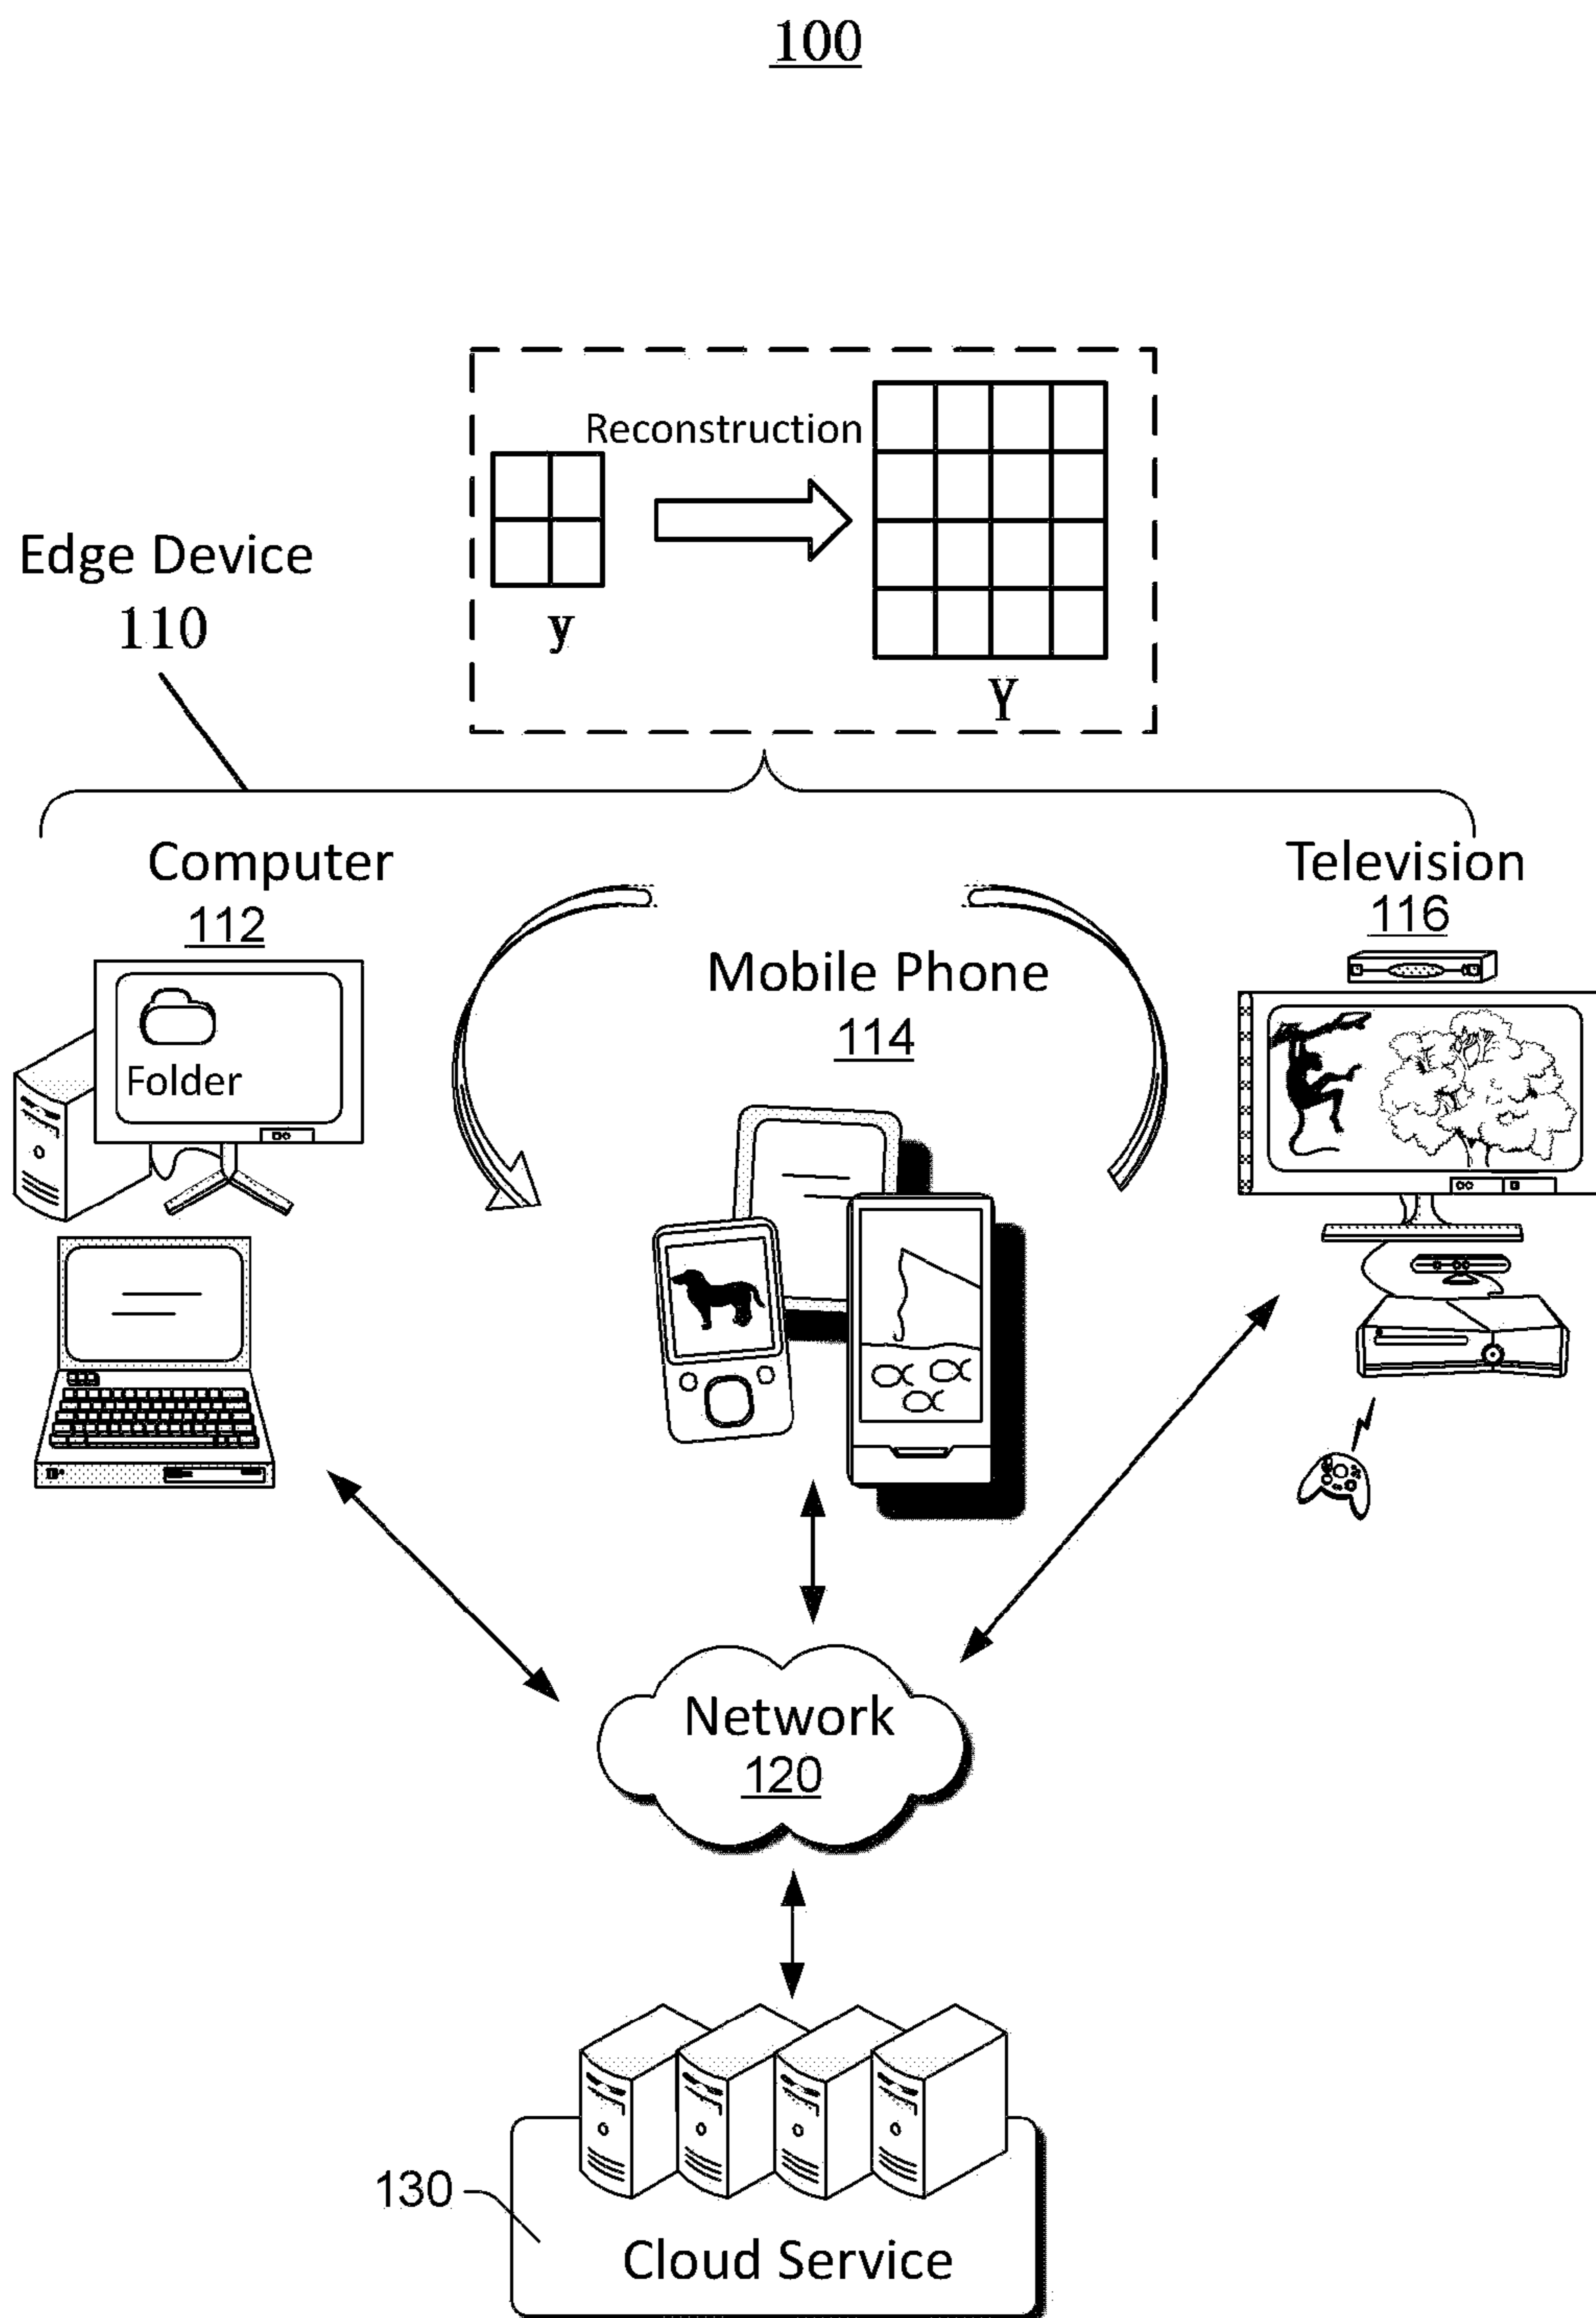 100
Reconstruction
y
Y
Edge Device
110
Computer
112
Folder
Mobile Phone
114
Television
116
Network
120
130
Cloud Service